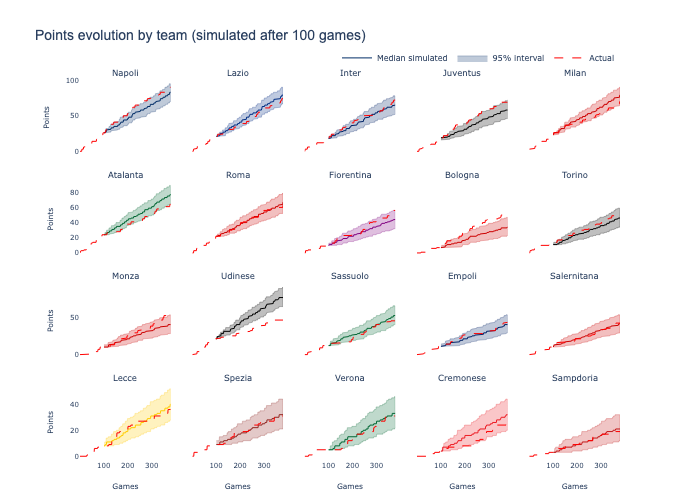 Points evolution by team (simulated after 100 games)
Median simulated 95% interval Actual
Napoli Lazio Inter Juventus Milan
100
50
0
Points
Atalanta Roma Fiorentina Bologna Torino
80
60
40
20
0
Points
Monza Udinese Sassuolo Empoli Salernitana
50
0
Points
Lecce Spezia Verona Cremonese Sampdoria
40
20
0
Points
100 200 300 100 200 300 100 200 300 100 200 300 100 200 300
Games Games Games Games Games